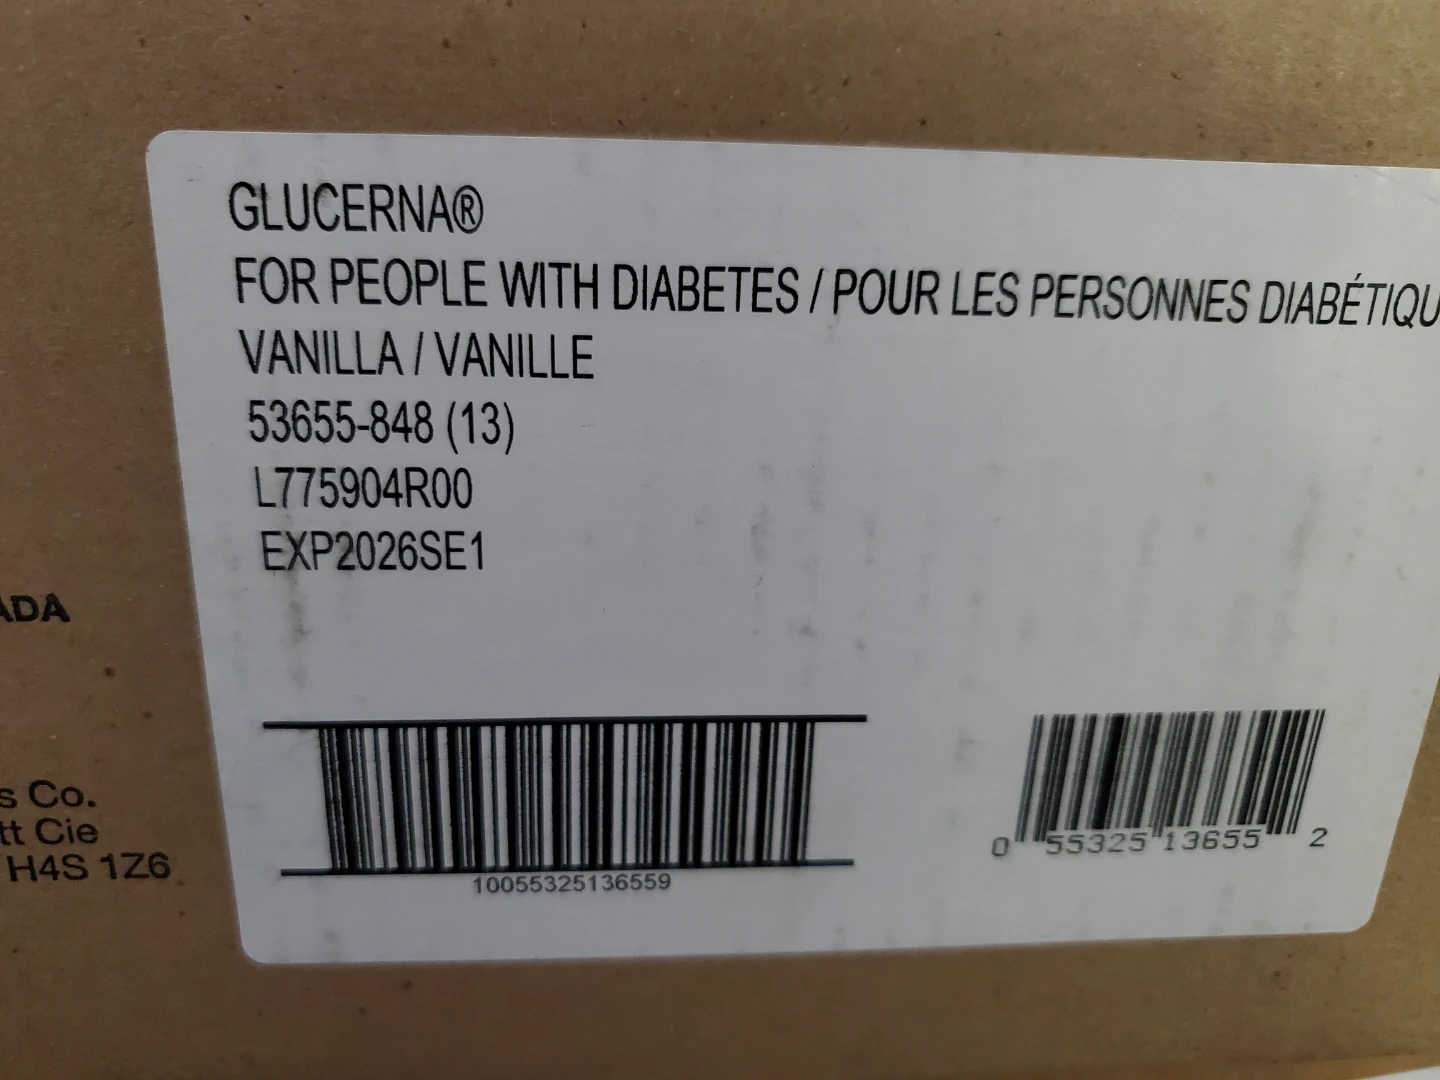 GLUCERNA®
FOR PEOPLE WITH DIABETES / POUR LES PERSONNES DIABÉTIQU
VANILLA / VANILLE
53655-848 (13)
L775904R00
EXP2026SE1
ADA
s Co.
tt Cie
H4S 1Z6
10055325136559
0 55325 13655 2